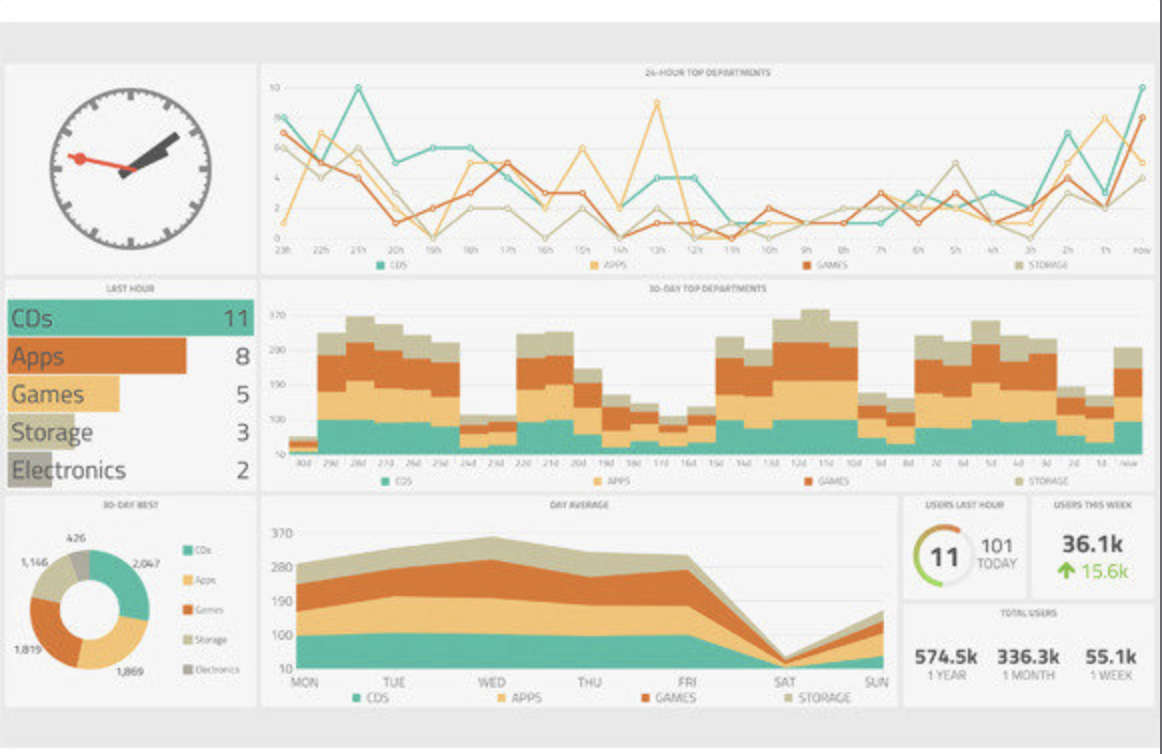 24-HOUR TOP DEPARTMENTS
10
8
6
4
2
0
23h 22h 21h 20h 19h 18h 17h 16h 15h 14h 13h 12h 11h 10h 9h 8h 7h 6h 5h 4h 3h 2h 1h now
CDS APPS GAMES STORAGE
LAST HOUR
CDs 11
Apps 8
Games 5
Storage 3
Electronics 2
30-DAY TOP DEPARTMENTS
370
280
190
100
10
30d 29d 28d 27d 26d 25d 24d 23d 22d 21d 20d 19d 18d 17d 16d 15d 14d 13d 12d 11d 10d 9d 8d 7d 6d 5d 4d 3d 2d 1d now
CDS APPS GAMES STORAGE
30-DAY BEST
426
1,146
2,047
1,819
1,869
CDs
Apps
Games
Storage
Electronics
DAY AVERAGE
370
280
190
100
10
MON TUE WED THU FRI SAT SUN
CDS APPS GAMES STORAGE
USERS LAST HOUR
11
101
TODAY
USERS THIS WEEK
36.1k
15.6k
TOTAL USERS
574.5k 336.3k 55.1k
1 YEAR 1 MONTH 1 WEEK